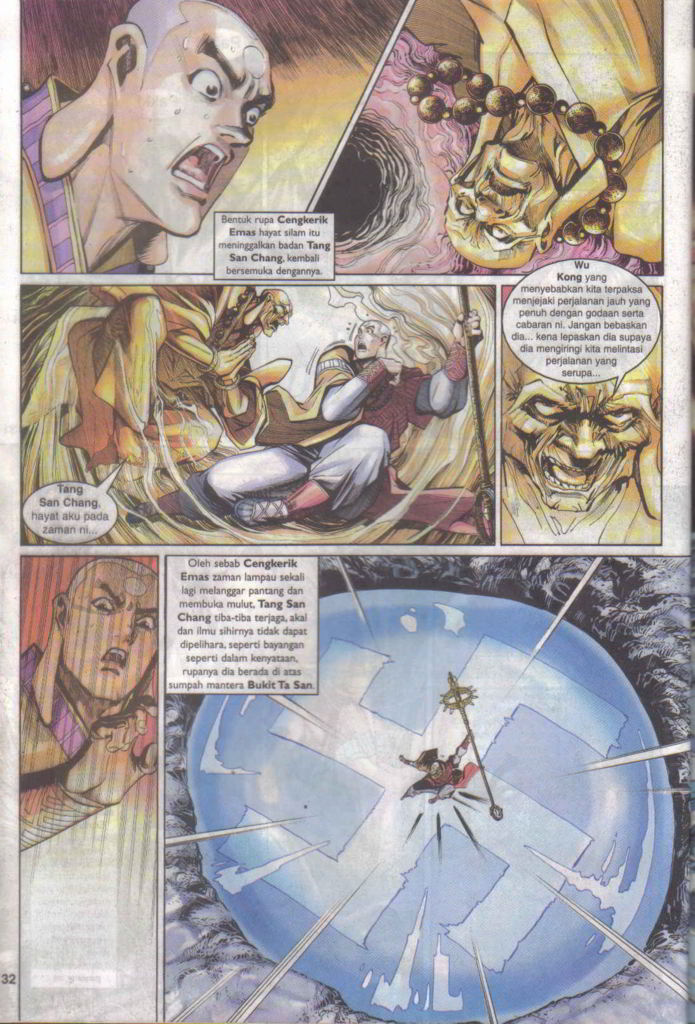 Bentuk rupa Cengkerik
Emas hayat silam itu
meninggalkan badan Tang
San Chang, kembali
bersemuka dengannya.
Tang
San Chang,
hayat aku pada
zaman ni...
Wu
Kong yang
menyebabkan kita terpaksa
menjejaki perjalanan jauh yang
penuh dengan godaan serta
cabaran ni. Jangan bebaskan
dia... kena lepaskan dia supaya
dia mengiringi kita melintasi
perjalanan yang
serupa...
Oleh sebab Cengkerik
Emas zaman lampau sekali
lagi melanggar pantang dan
membuka mulut, Tang San
Chang tiba-tiba terjaga, akal
dan ilmu sihirnya tidak dapat
dipelihara, seperti bayangan
seperti dalam kenyataan,
rupanya dia berada di atas
sumpah mantera Bukit Ta San.
32